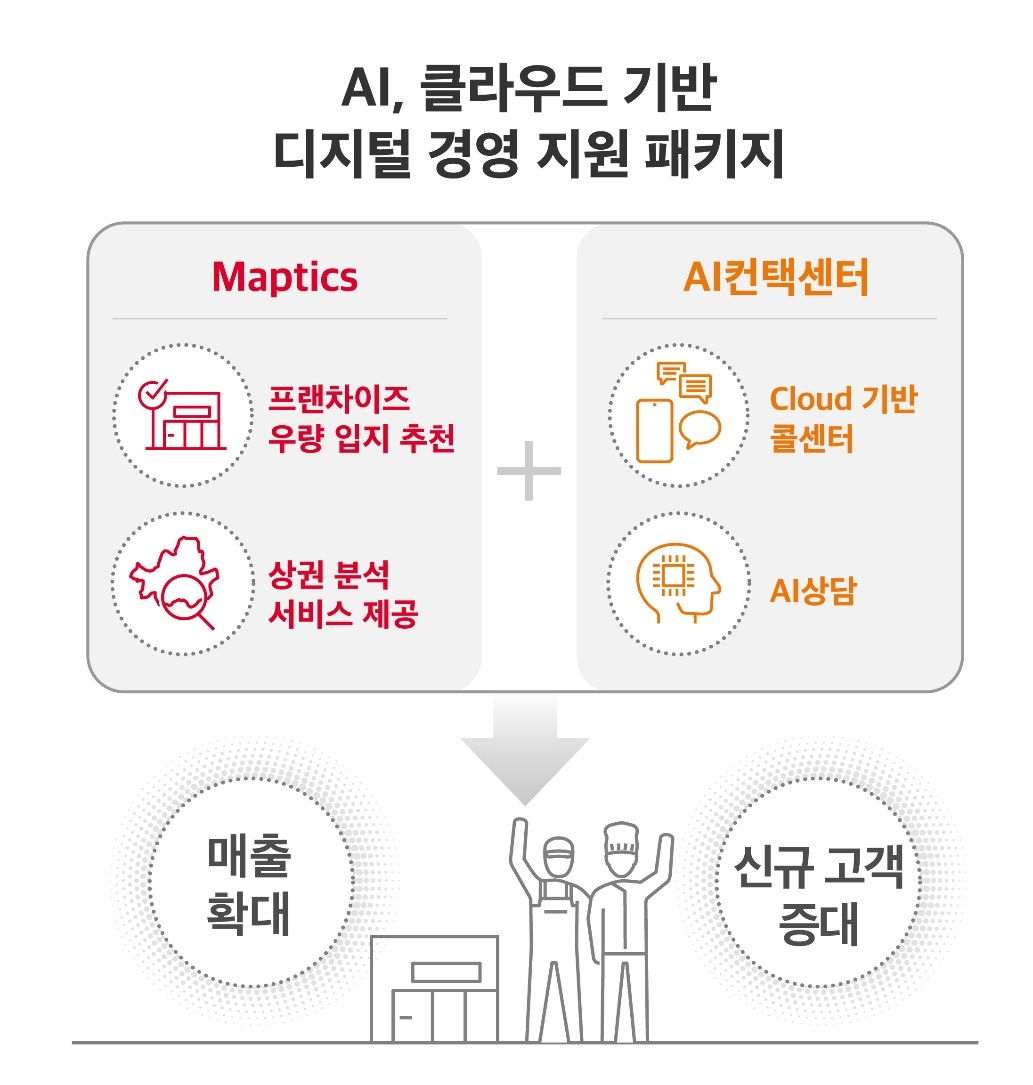 AI, 클라우드 기반
디지털 경영 지원 패키지
Maptics
프랜차이즈
우량 입지 추천
상권 분석
서비스 제공
AI컨택센터
Cloud 기반
콜센터
AI상담
매출
확대
신규 고객
증대